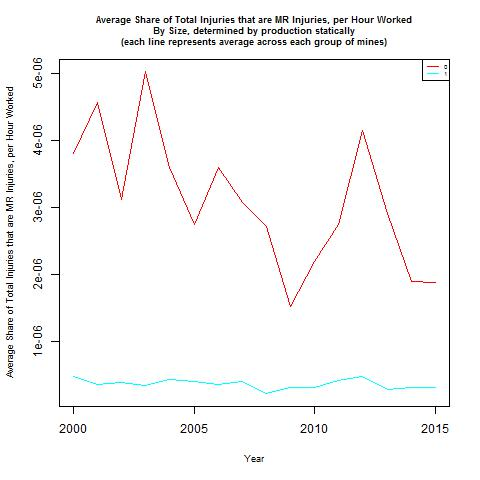 Average Share of Total Injuries that are MR Injuries, per Hour Worked
By Size, determined by production statically
(each line represents average across each group of mines)
0
1
5e-06
4e-06
3e-06
2e-06
1e-06
Average Share of Total Injuries that are MR Injuries, per Hour Worked
2000
2005
2010
2015
Year